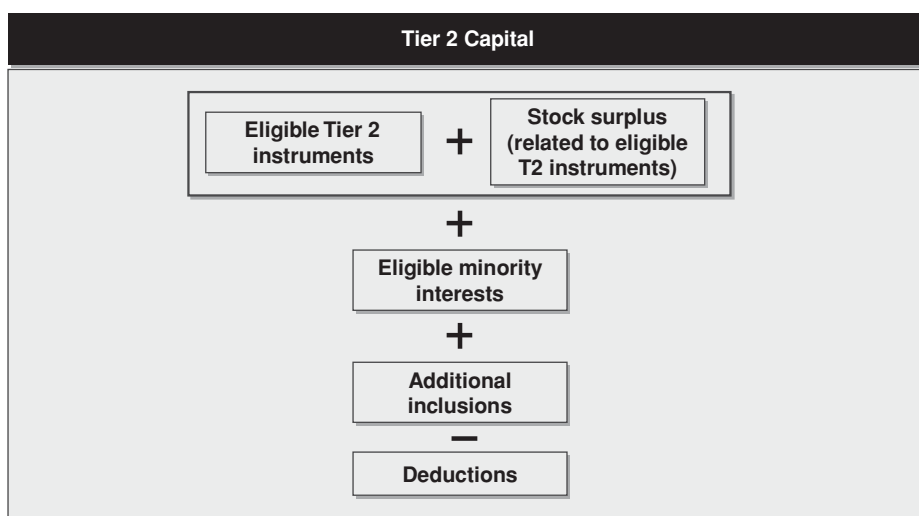 Tier 2 Capital
Eligible Tier 2
instruments
+
Stock surplus
(related to eligible
T2 instruments)
+
Eligible minority
interests
+
Additional
inclusions
−
Deductions